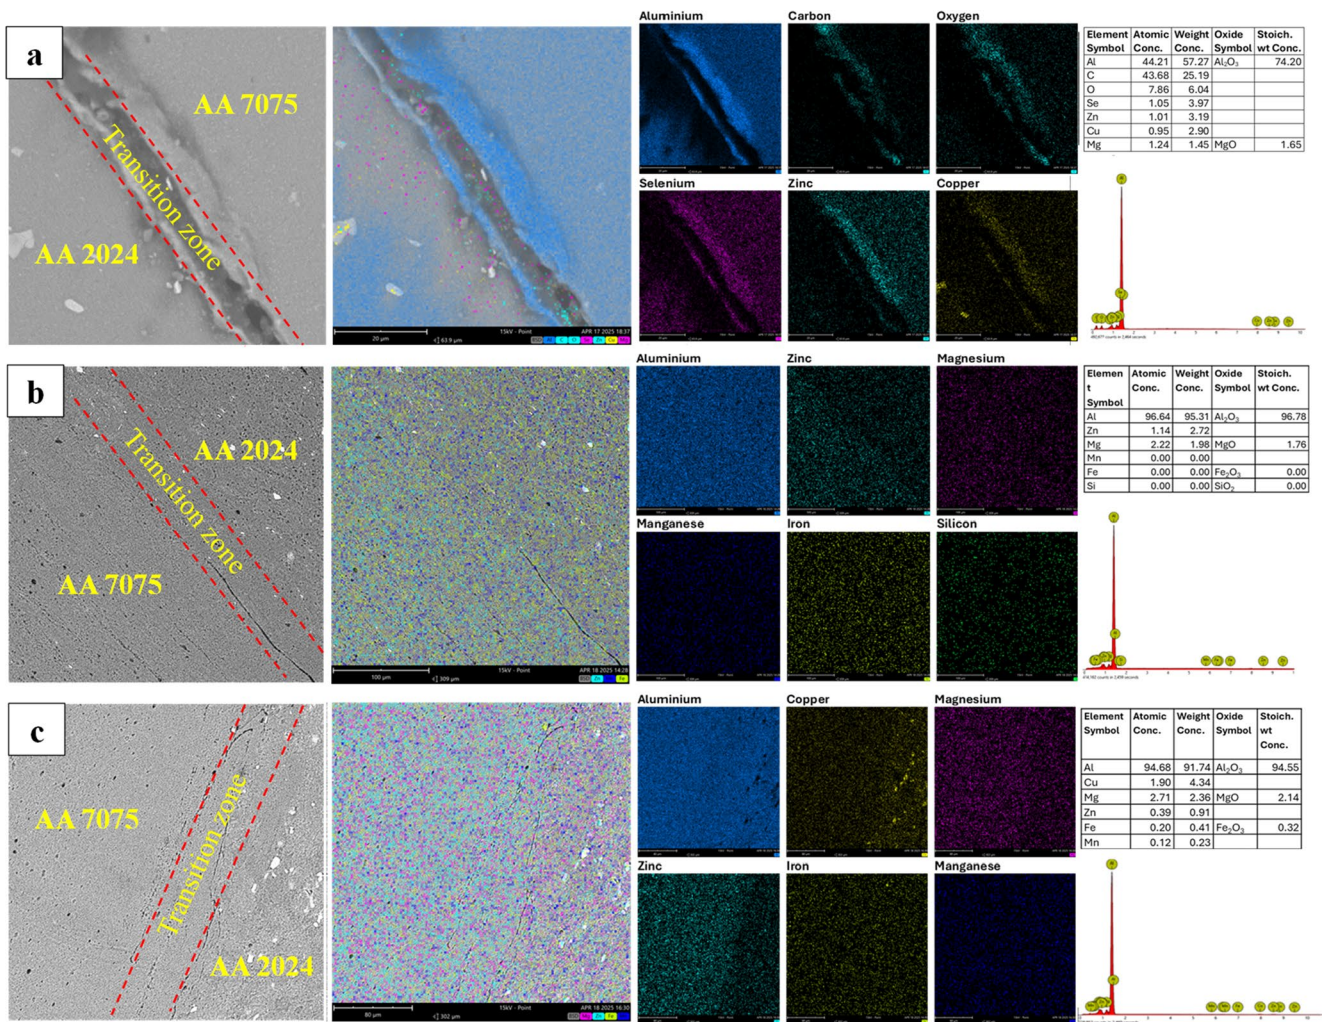 a
AA 7075
Transition zone
AA 2024
20 µm
63.9 µm
15kV - Point
APR 17 2025 18:37
Aluminium
Carbon
Oxygen
Selenium
Zinc
Copper
Element Symbol Atomic Conc. Weight Conc. Oxide Symbol Stoich. wt Conc.
Al 44.21 57.27 Al₂O₃ 74.20
C 43.68 25.19
O 7.86 6.04
Se 1.05 3.97
Zn 1.01 3.19
Cu 0.95 2.90
Mg 1.24 1.45 MgO 1.65
b
AA 2024
Transition zone
AA 7075
100 µm
309 µm
15kV - Point
APR 18 2025 14:28
Aluminium
Zinc
Magnesium
Manganese
Iron
Silicon
Elemen
t
Symbol
Atomic Conc. Weight Conc. Oxide Symbol Stoich. wt Conc.
Al 96.64 95.31 Al₂O₃ 96.78
Zn 1.14 2.72
Mg 2.22 1.98 MgO 1.76
Mn 0.00 0.00
Fe 0.00 0.00 Fe₂O₃ 0.00
Si 0.00 0.00 SiO₂ 0.00
c
AA 7075
Transition zone
AA 2024
80 µm
302 µm
15kV - Point
APR 18 2025 16:30
Aluminium
Copper
Magnesium
Zinc
Iron
Manganese
Element Symbol Atomic Conc. Weight Conc. Oxide Symbol Stoich. wt Conc.
Al 94.68 91.74 Al₂O₃ 94.55
Cu 1.90 4.34
Mg 2.71 2.36 MgO 2.14
Zn 0.39 0.91
Fe 0.20 0.41 Fe₂O₃ 0.32
Mn 0.12 0.23